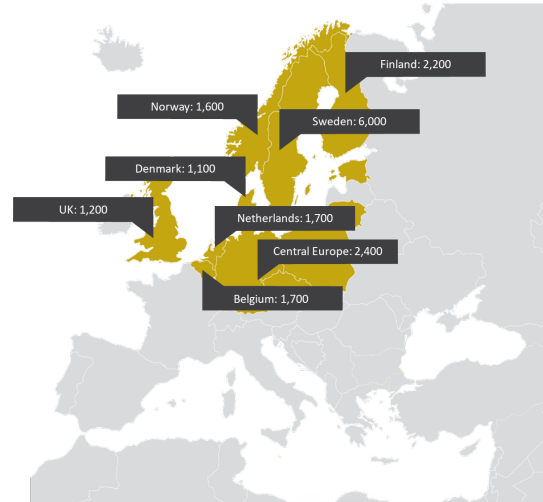 Finland: 2,200
Norway: 1,600
Sweden: 6,000
Denmark: 1,100
UK: 1,200
Netherlands: 1,700
Central Europe: 2,400
Belgium: 1,700